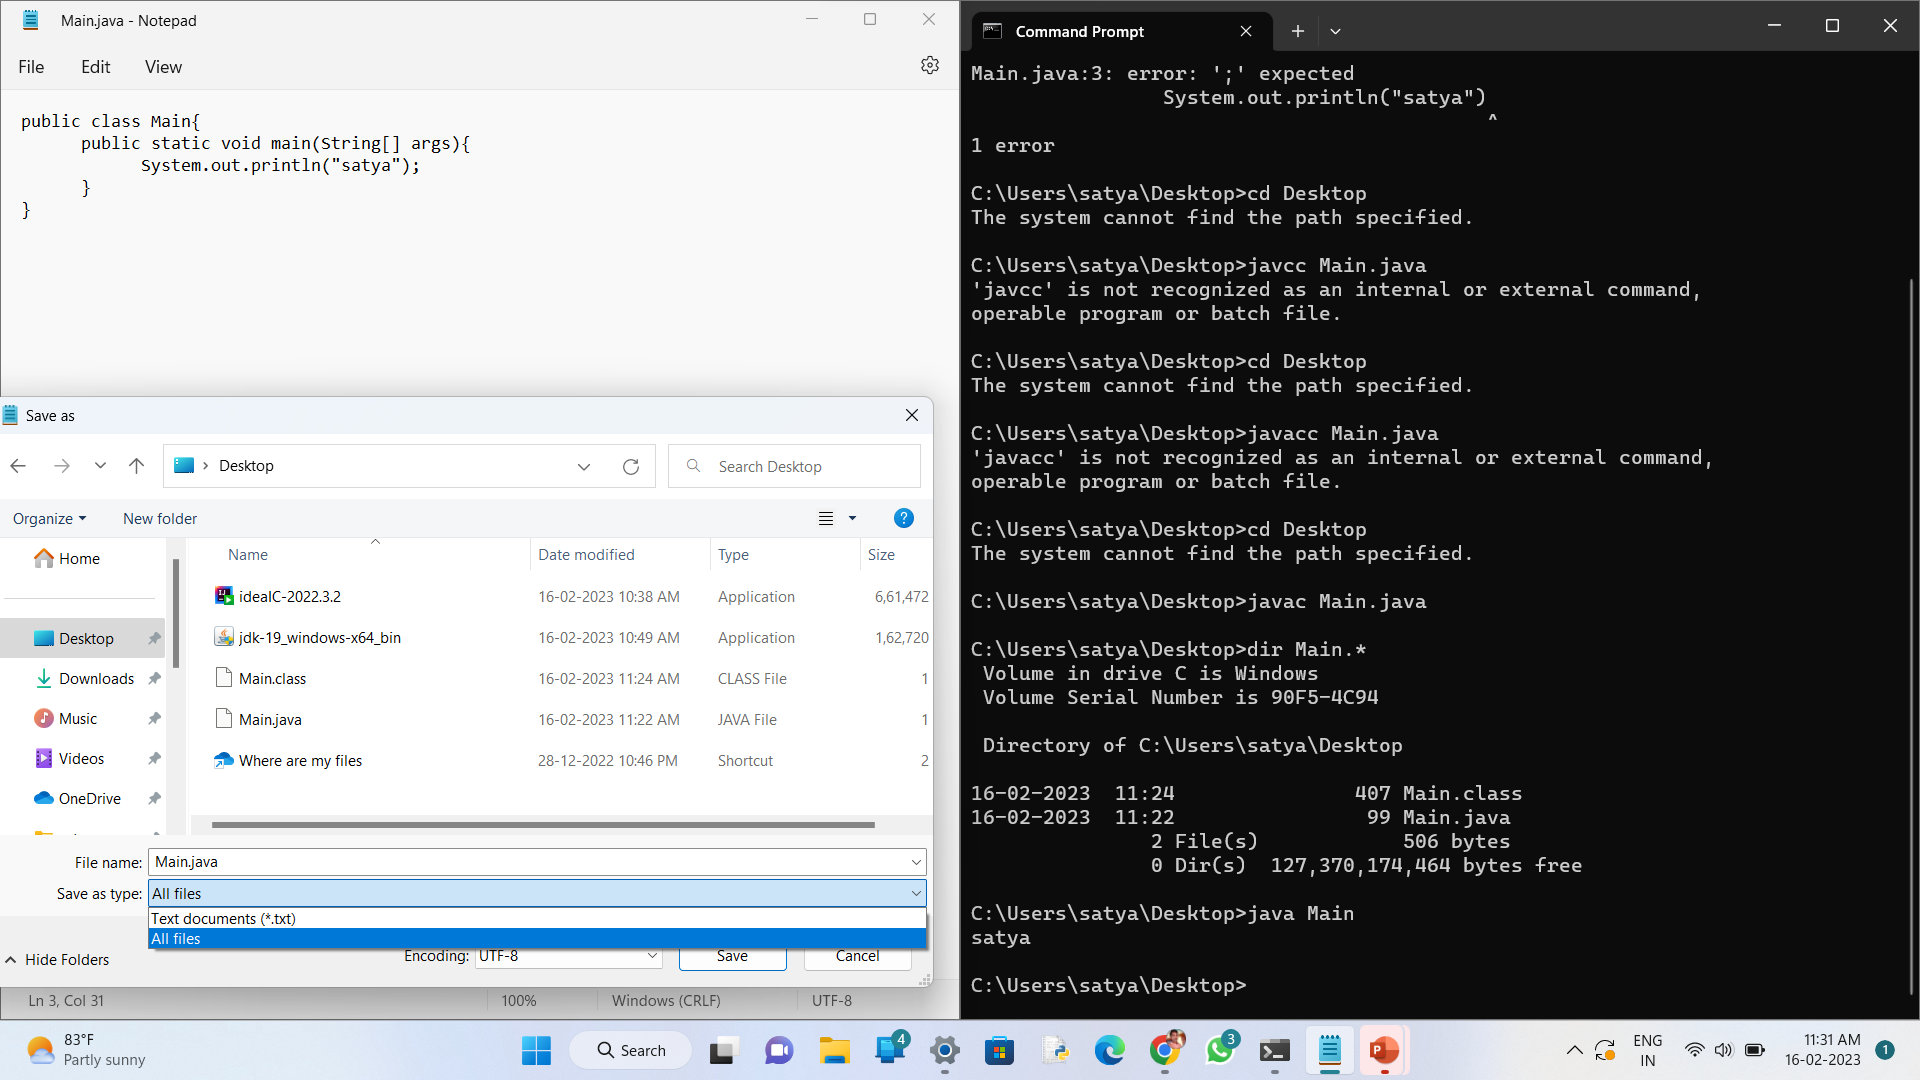 Main.java - Notepad
File Edit View
public class Main{
public static void main(String[] args){
System.out.println("satya");
}
}
Save as
Desktop
Search Desktop
Organize New folder
Name Date modified Type Size
Home
Desktop
Downloads
Music
Videos
OneDrive
ideaIC-2022.3.2 16-02-2023 10:38 AM Application 6,61,472
jdk-19_windows-x64_bin 16-02-2023 10:49 AM Application 1,62,720
Main.class 16-02-2023 11:24 AM CLASS File 1
Main.java 16-02-2023 11:22 AM JAVA File 1
Where are my files 28-12-2022 10:46 PM Shortcut 2
File name: Main.java
Save as type: All files
Text documents (*.txt)
All files
Hide Folders
Encoding: UTF-8 Save Cancel
Ln 3, Col 31 100% Windows (CRLF) UTF-8
Command Prompt
Main.java:3: error: ';' expected
System.out.println("satya")
^
1 error
C:\Users\satya\Desktop>cd Desktop
The system cannot find the path specified.
C:\Users\satya\Desktop>javcc Main.java
'javcc' is not recognized as an internal or external command,
operable program or batch file.
C:\Users\satya\Desktop>cd Desktop
The system cannot find the path specified.
C:\Users\satya\Desktop>javacc Main.java
'javacc' is not recognized as an internal or external command,
operable program or batch file.
C:\Users\satya\Desktop>cd Desktop
The system cannot find the path specified.
C:\Users\satya\Desktop>javac Main.java
C:\Users\satya\Desktop>dir Main.*
Volume in drive C is Windows
Volume Serial Number is 90F5-4C94
Directory of C:\Users\satya\Desktop
16-02-2023 11:24 407 Main.class
16-02-2023 11:22 99 Main.java
2 File(s) 506 bytes
0 Dir(s) 127,370,174,464 bytes free
C:\Users\satya\Desktop>java Main
satya
C:\Users\satya\Desktop>
83°F
Partly sunny
Search
4
3
ENG
IN
11:31 AM
16-02-2023
1